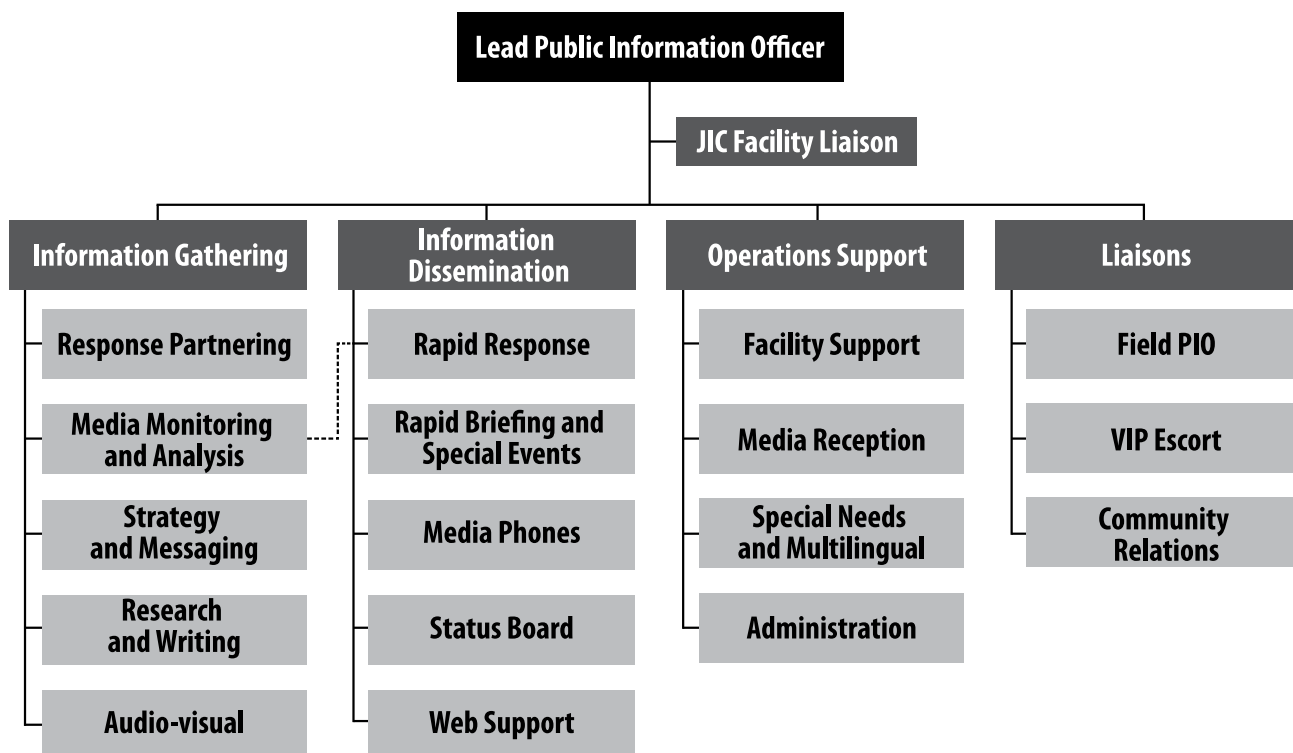 Lead Public Information Officer
JIC Facility Liaison
Information Gathering
Response Partnering
Media Monitoring
and Analysis
Strategy
and Messaging
Research
and Writing
Audio-visual
Information
Dissemination
Rapid Response
Rapid Briefing and
Special Events
Media Phones
Status Board
Web Support
Operations Support
Facility Support
Media Reception
Special Needs
and Multilingual
Administration
Liaisons
Field PIO
VIP Escort
Community
Relations